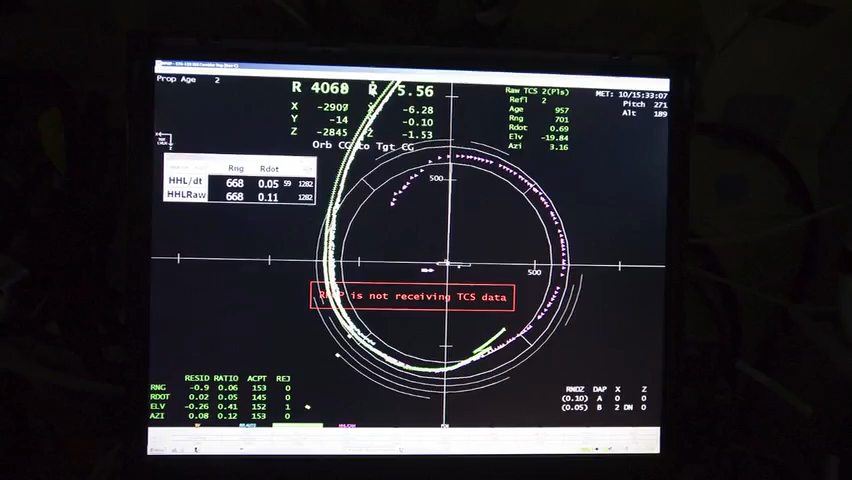 Prop Age 2
R 4060 R 5.56
X -2907 Y -6.28
Y -14 -0.10
Z -2845 Z -1.53
Orb CG to Tgt CG
Raw TCS 2(Pls)
Refl 2
Age 957
Rng 701
Rdot 0.69
Elv -19.84
Azi 3.16
MET: 10/15:33:07
Pitch 271
Alt 189
Rng Rdot
HHL/dt 668 0.05 59 1282
HHLRaw 668 0.11 1282
500
500
is not receiving TCS data
RESID RATIO ACPT REJ
RNG -0.9 0.06 153 0
RDOT 0.02 0.05 145 0
ELV -0.26 0.41 152 1
AZI 0.08 0.12 153 0
RNDZ DAP X Z
(0.10) A 0 0
(0.05) B 2 DN 0